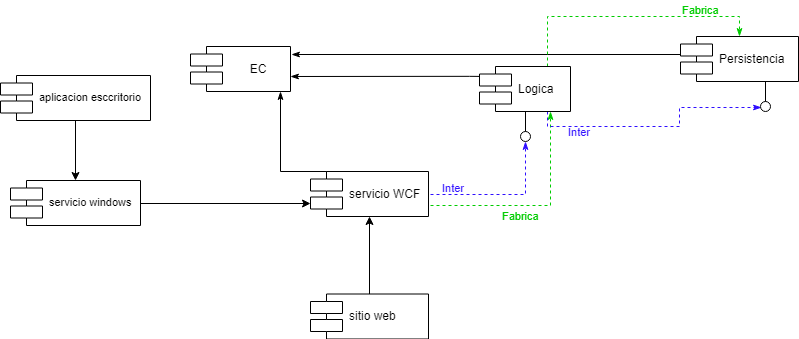 Fabrica
EC
Persistencia
Logica
aplicacion esccritorio
Inter
servicio WCF
Inter
servicio windows
Fabrica
sitio web